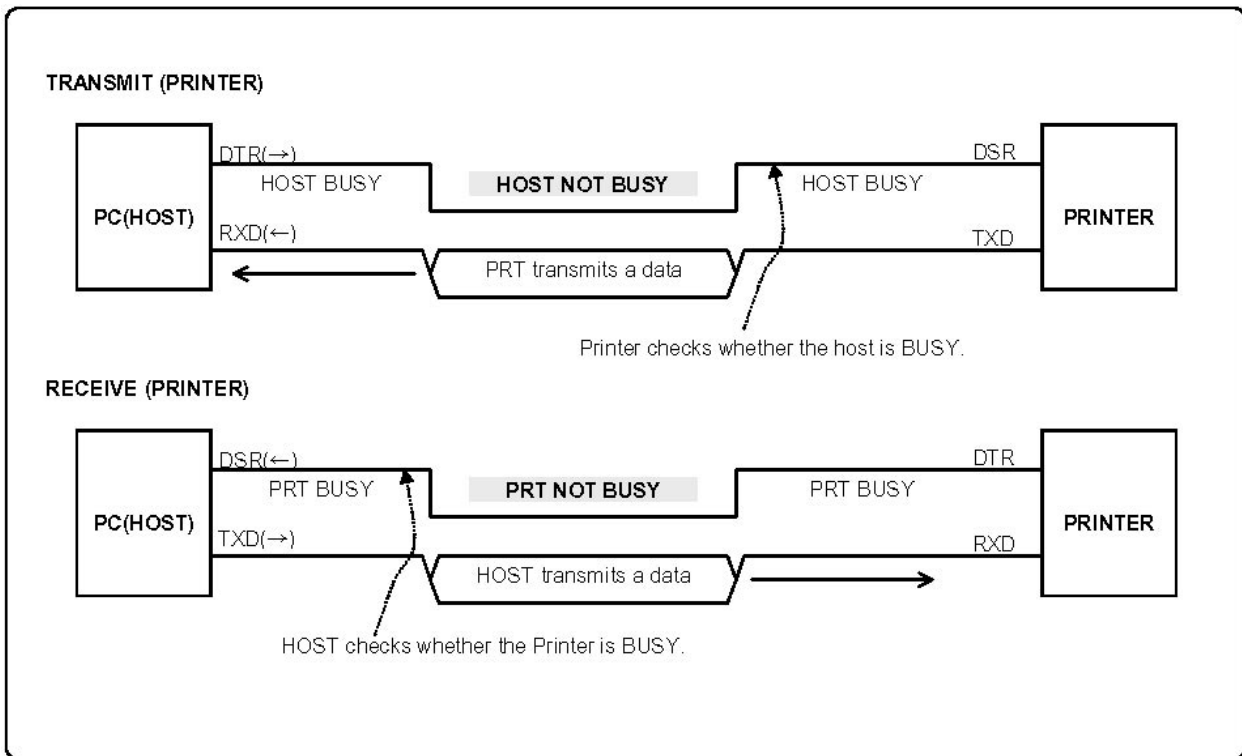 TRANSMIT (PRINTER)
DTR(→)
DSR
HOST BUSY
HOST NOT BUSY
HOST BUSY
PC(HOST)
PRINTER
RXD(←)
TXD
PRT transmits a data
Printer checks whether the host is BUSY.
RECEIVE (PRINTER)
DSR(←)
DTR
PRT BUSY
PRT NOT BUSY
PRT BUSY
PC(HOST)
PRINTER
TXD(→)
RXD
HOST transmits a data
HOST checks whether the Printer is BUSY.